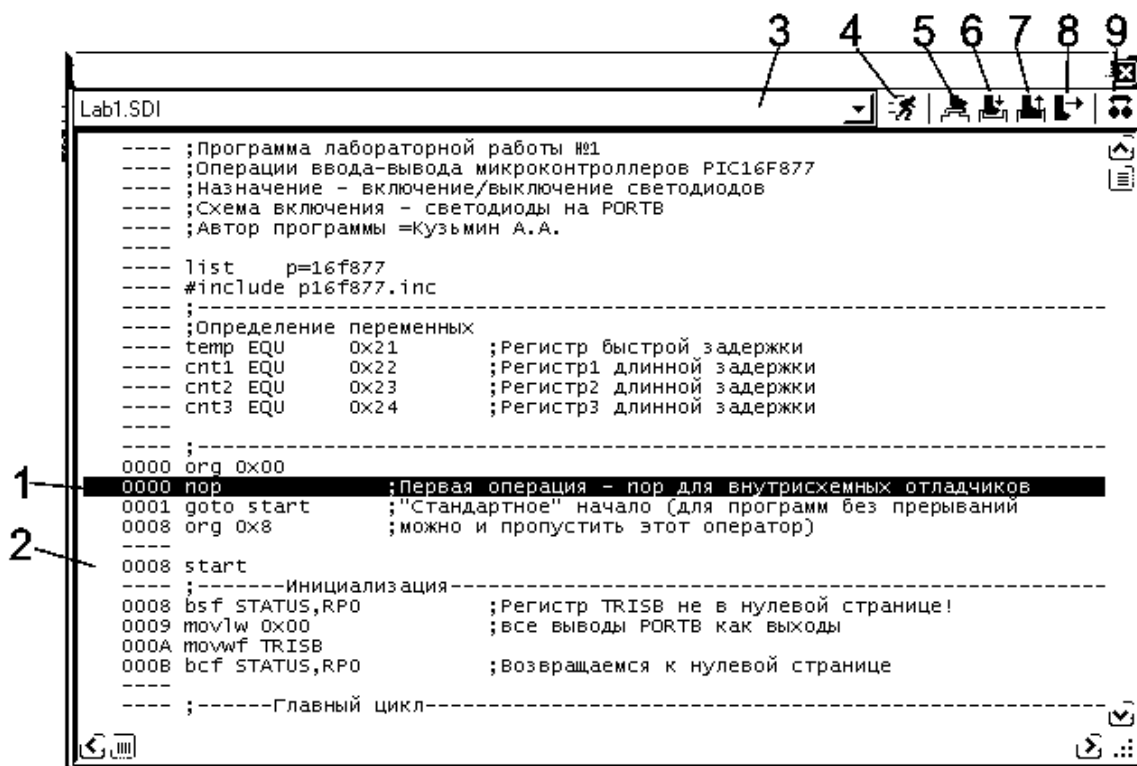 3 4 5 6 7 8 9
Lab1.SDI
---- ;Программа лабораторной работы №1
---- ;Операции ввода-вывода микроконтроллеров PIC16F877
---- ;Назначение - включение/выключение светодиодов
---- ;Схема включения - светодиоды на PORTB
---- ;Автор программы =Кузьмин А.А.
----
---- list p=16f877
---- #include p16f877.inc
---- ;----------------------------------------------------------
---- ;Определение переменных
---- temp EQU 0x21 ;Регистр быстрой задержки
---- cnt1 EQU 0x22 ;Регистр1 длинной задержки
---- cnt2 EQU 0x23 ;Регистр2 длинной задержки
---- cnt3 EQU 0x24 ;Регистр3 длинной задержки
----
---- ;----------------------------------------------------------
0000 org 0x00
1 0000 nop ;Первая операция - nop для внутрисхемных отладчиков
0001 goto start ;"Стандартное" начало (для программ без прерываний
0008 org 0x8 ;можно и пропустить этот оператор)
----
2 0008 start
---- ;-------Инициализация------------------------------------------
0008 bsf STATUS,RP0 ;Регистр TRISB не в нулевой странице!
0009 movlw 0x00 ;все выводы PORTB как выходы
000A movwf TRISB
000B bcf STATUS,RP0 ;Возвращаемся к нулевой странице
----
---- ;------Главный цикл--------------------------------------------